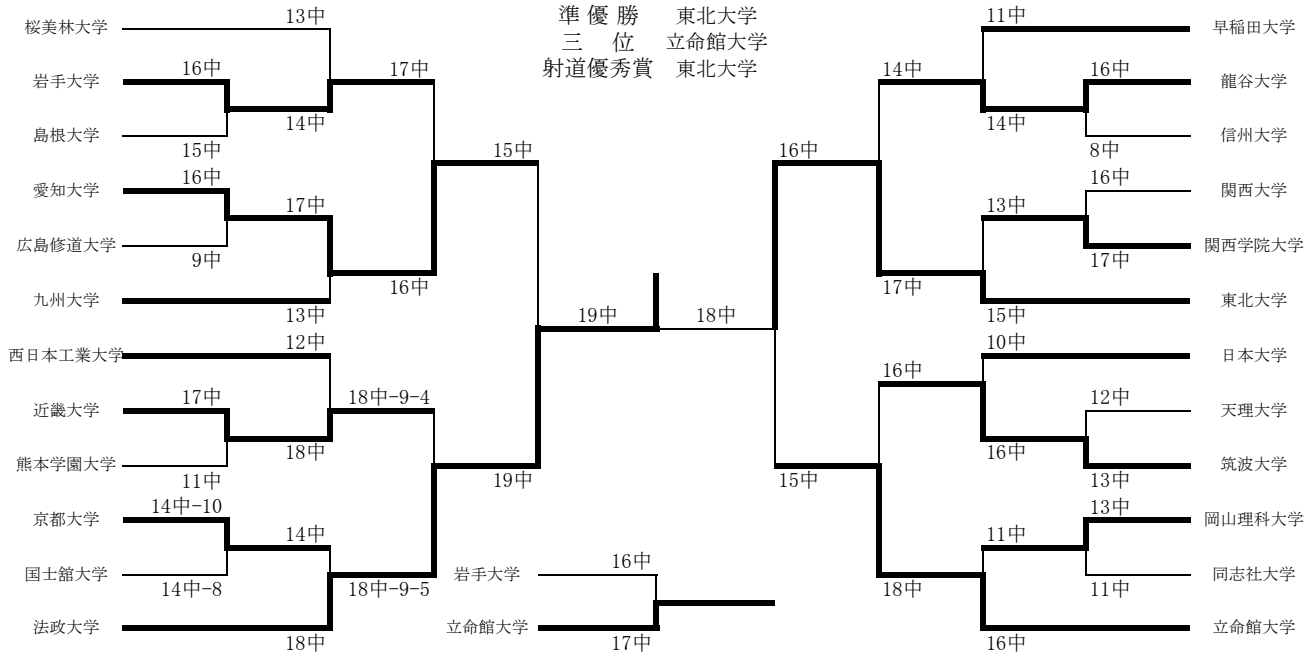 準優勝 東北大学
三位 立命館大学
射道優秀賞 東北大学
桜美林大学 13中
岩手大学 16中
17中
14中
島根大学 15中
15中
愛知大学 16中
17中
広島修道大学 9中
16中
九州大学 13中
19中
西日本工業大学 12中
近畿大学 17中
18中-9-4
18中
熊本学園大学 11中
19中
京都大学 14中-10
14中
国士舘大学 14中-8
18中-9-5
法政大学 18中
18中
11中 早稲田大学
14中
16中 龍谷大学
14中
8中 信州大学
16中
16中 関西大学
13中
17中 関西学院大学
17中
15中 東北大学
10中 日本大学
16中
12中 天理大学
16中
13中 筑波大学
15中
13中 岡山理科大学
11中
11中 同志社大学
18中
16中 立命館大学
岩手大学 16中
立命館大学 17中